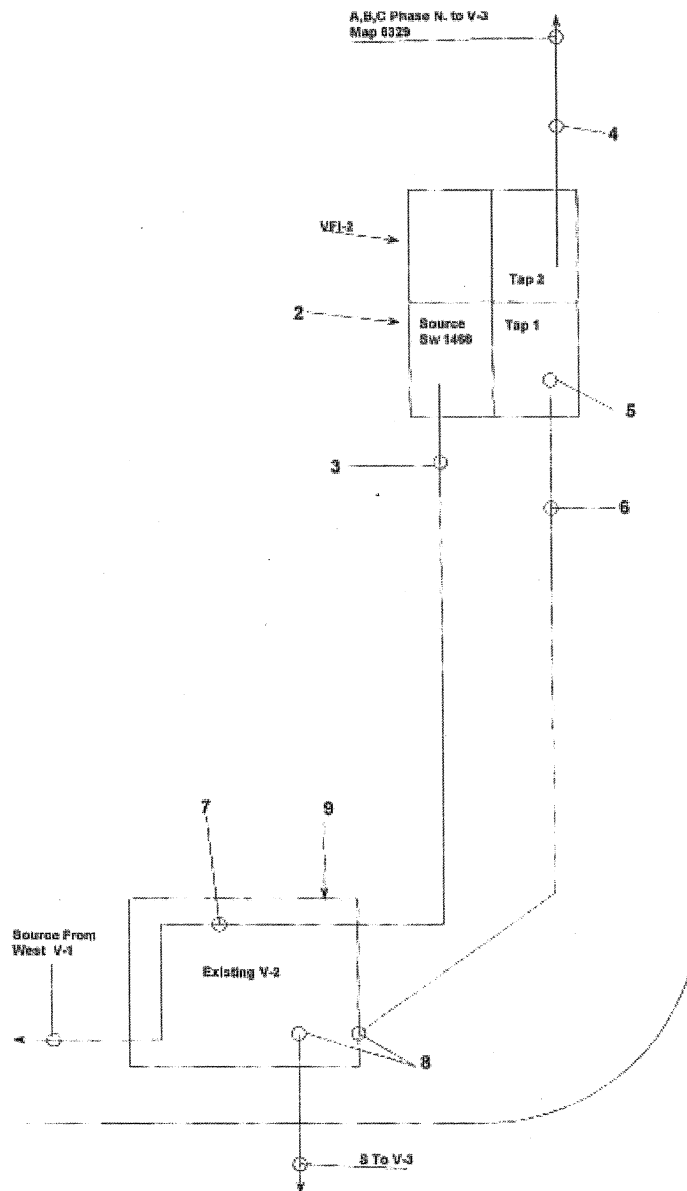 A,B,C Phase N. to V-3
Map 6329
4
VFI-2
Tap 2
2
Source
Sw 1466
Tap 1
5
3
6
7
9
Source From
West V-1
Existing V-2
8
S To V-3